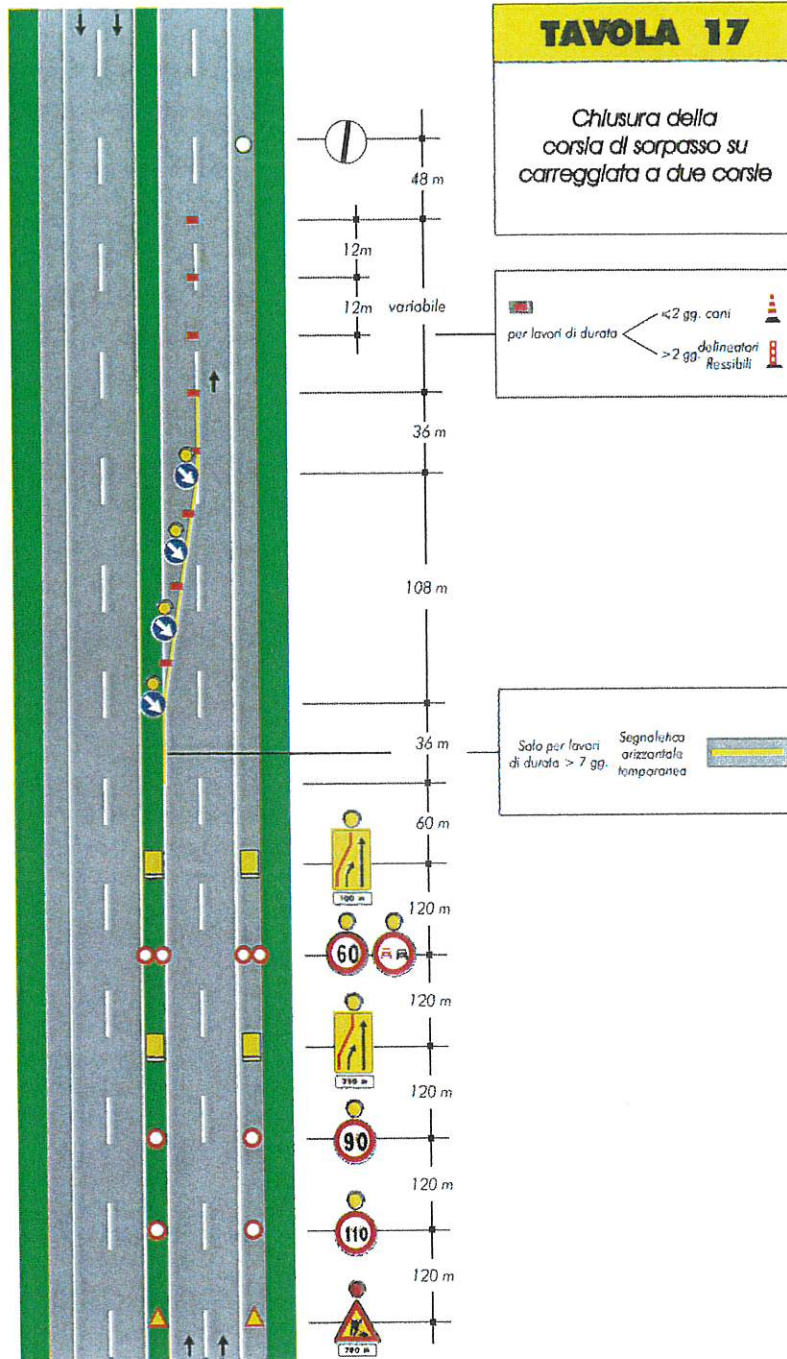 TAVOLA 17
Chiusura della
corsia di sorpasso su
carreggiata a due corsie
48 m
12m
12m
variabile
per lavori di durata
<2 gg. coni
>2 gg. delineatori
flessibili
36 m
108 m
36 m
Solo per lavori
di durata > 7 gg.
Segnaletica
orizzontale
temporanea
60 m
100 m
120 m
60
120 m
120 m
90
120 m
110
120 m